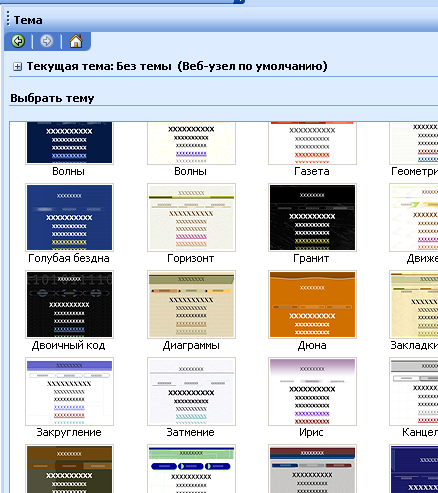 Тема
Текущая тема: Без темы (Веб-узел по умолчанию)
Выбрать тему
Волны Волны Газета Геометри
Голубая бездна Горизонт Гранит Движе
Двоичный код Диаграммы Дюна Закладки
Закругление Затмение Ирис Канцел